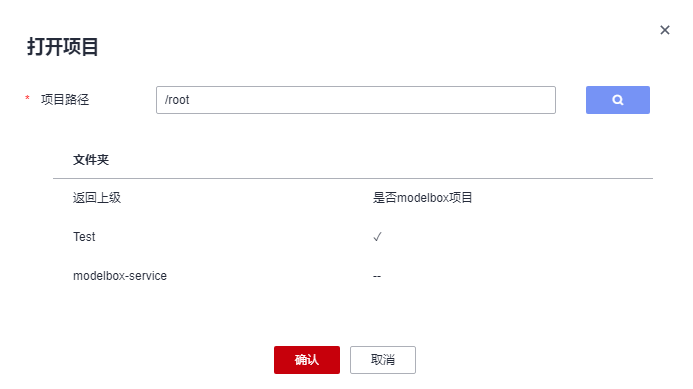 打开项目
* 项目路径 /root
文件夹
返回上级 是否modelbox项目
Test ✓
modelbox-service --
确认 取消